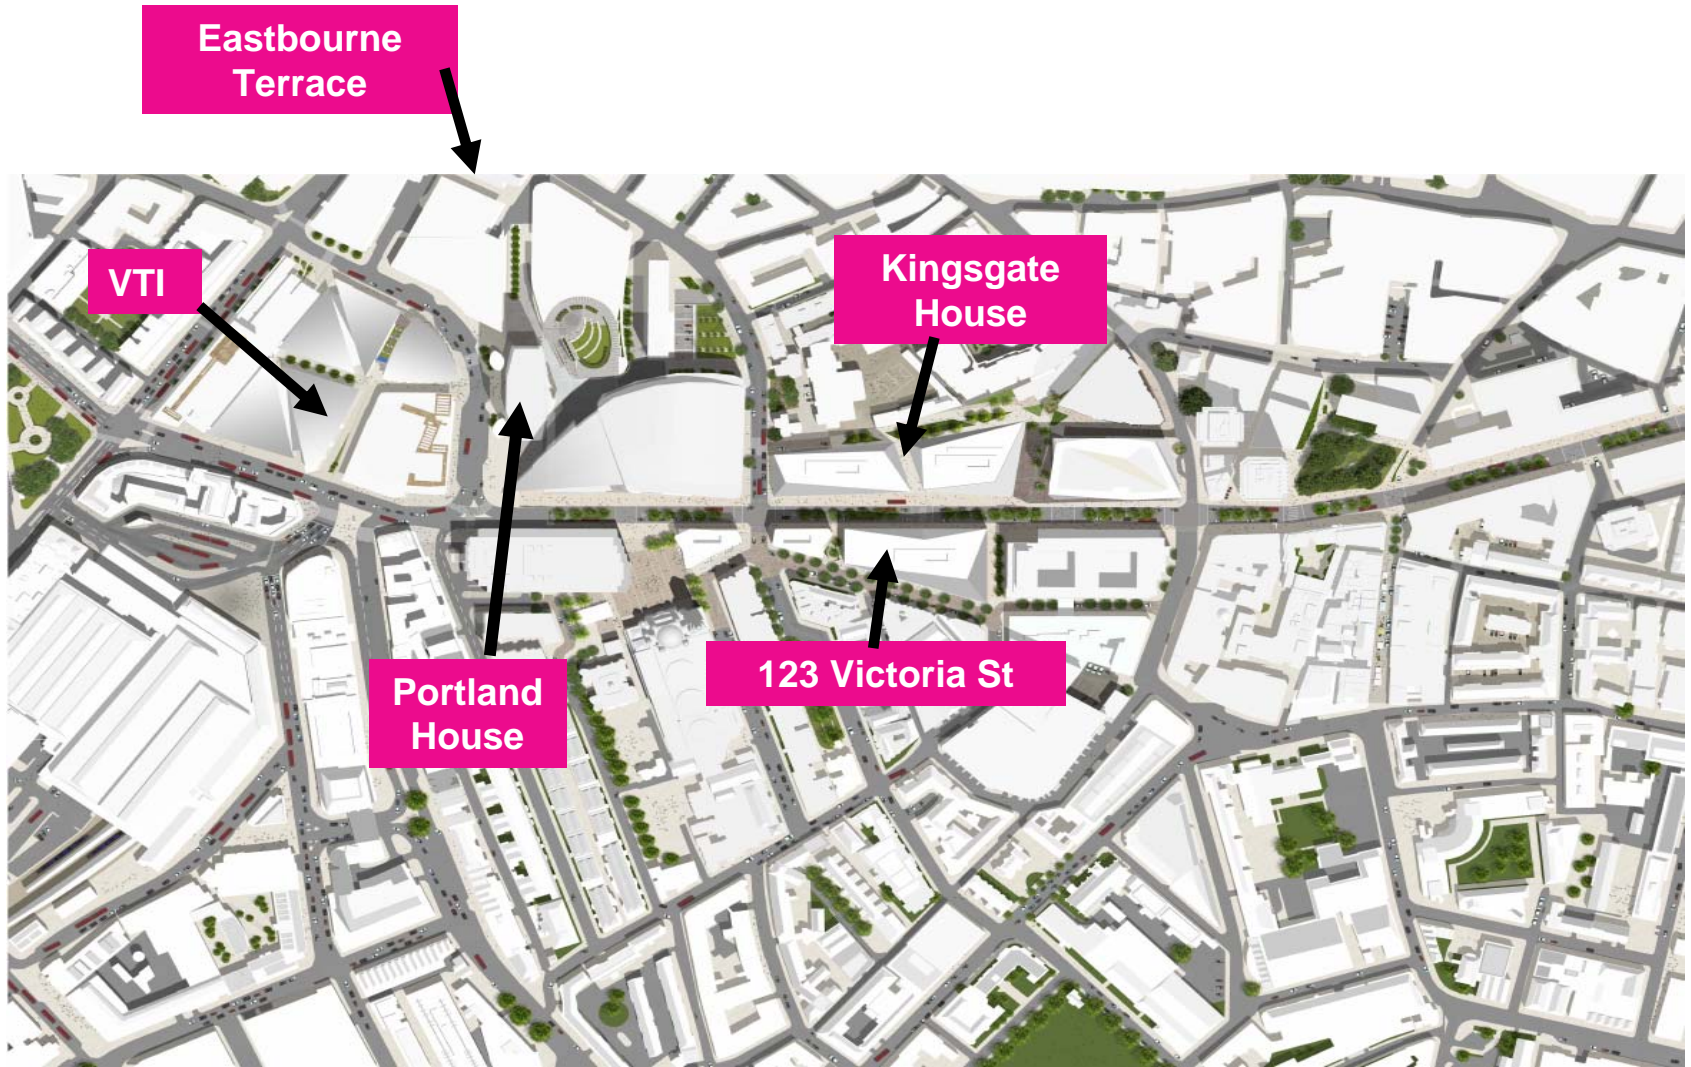 Eastbourne
Terrace
VTI
Kingsgate
House
Portland
House
123 Victoria St